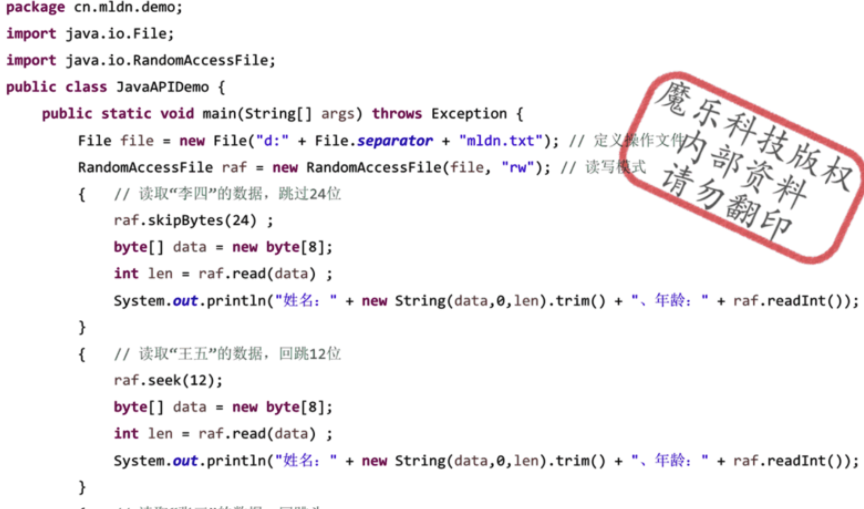 package cn.mldn.demo;
import java.io.File;
import java.io.RandomAccessFile;
public class JavaAPIDemo {
public static void main(String[] args) throws Exception {
File file = new File("d:" + File.separator + "mldn.txt"); // 定义操作文件
RandomAccessFile raf = new RandomAccessFile(file, "rw"); // 读写模式
{ // 读取“李四”的数据，跳过24位
raf.skipBytes(24) ;
byte[] data = new byte[8];
int len = raf.read(data) ;
System.out.println("姓名：" + new String(data,0,len).trim() + "、年龄：" + raf.readInt());
}
{ // 读取“王五”的数据，回跳12位
raf.seek(12);
byte[] data = new byte[8];
int len = raf.read(data) ;
System.out.println("姓名：" + new String(data,0,len).trim() + "、年龄：" + raf.readInt());
}
魔乐科技版权
内部资料
请勿翻印